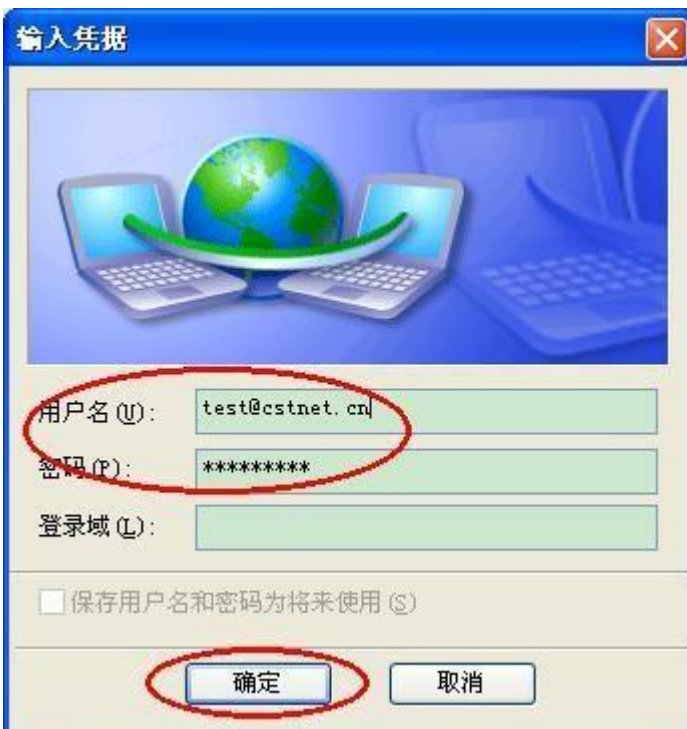 输入凭据
用户名(U): test@cstnet.cn
密码(P): *********
登录域(L):
保存用户名和密码为将来使用(S)
确定 取消